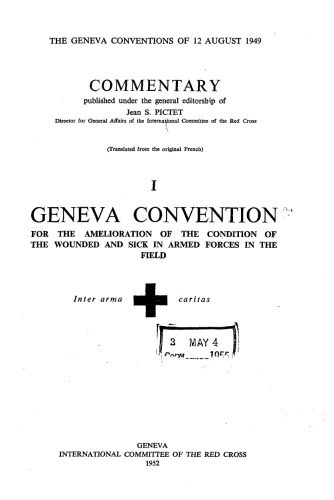 THE GENEVA CONVENTIONS OF 12 AUGUST 1949
COMMENTARY
published under the general editorship of
Jean S. PICTET
Director for General Affairs of the International Committee of the Red Cross
(Translated from the original French)
I
GENEVA CONVENTION
FOR THE AMELIORATION OF THE CONDITION OF
THE WOUNDED AND SICK IN ARMED FORCES IN THE
FIELD
Inter arma caritas
3 MAY 4
GENEVA
INTERNATIONAL COMMITTEE OF THE RED CROSS
1952